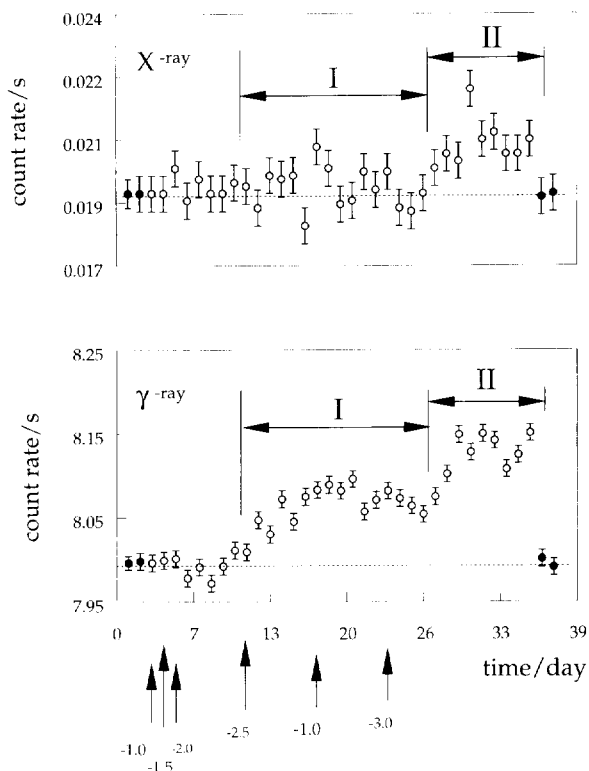 X -ray
I
II
count rate/s
0.024
0.022
0.021
0.019
0.017
γ -ray
I
II
count rate/s
8.25
8.15
8.05
7.95
0 7 13 20 26 33 39
time/day
-1.0 -1.5 -2.0 -2.5 -1.0 -3.0